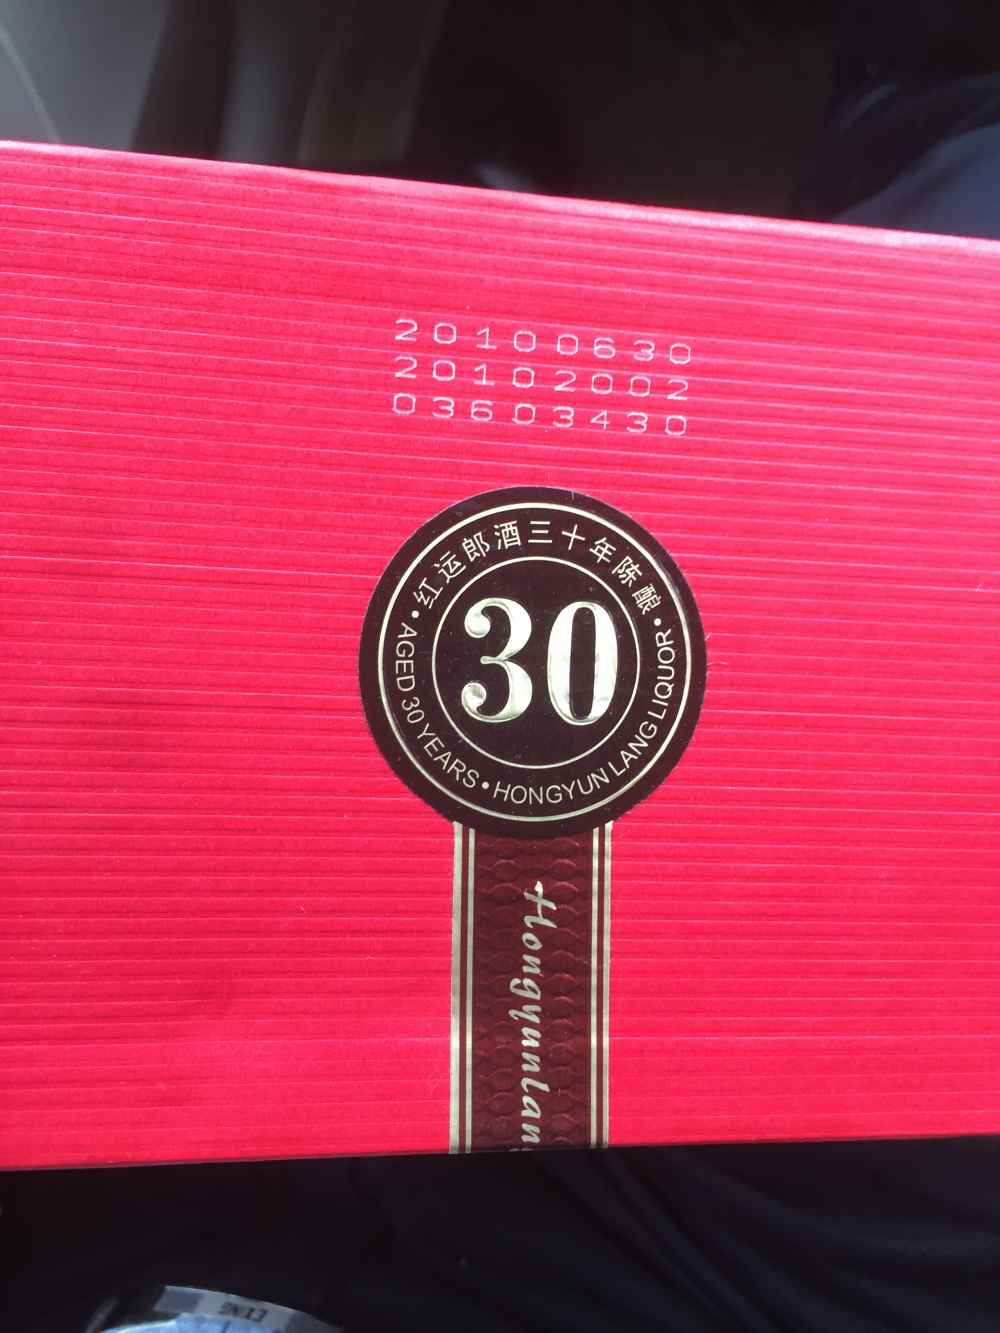 20100630
20102002
03603430
红运郎酒三十年陈酿
30
AGED 30 YEARS • HONGYUN LANG LIQUOR
Hongyunlang